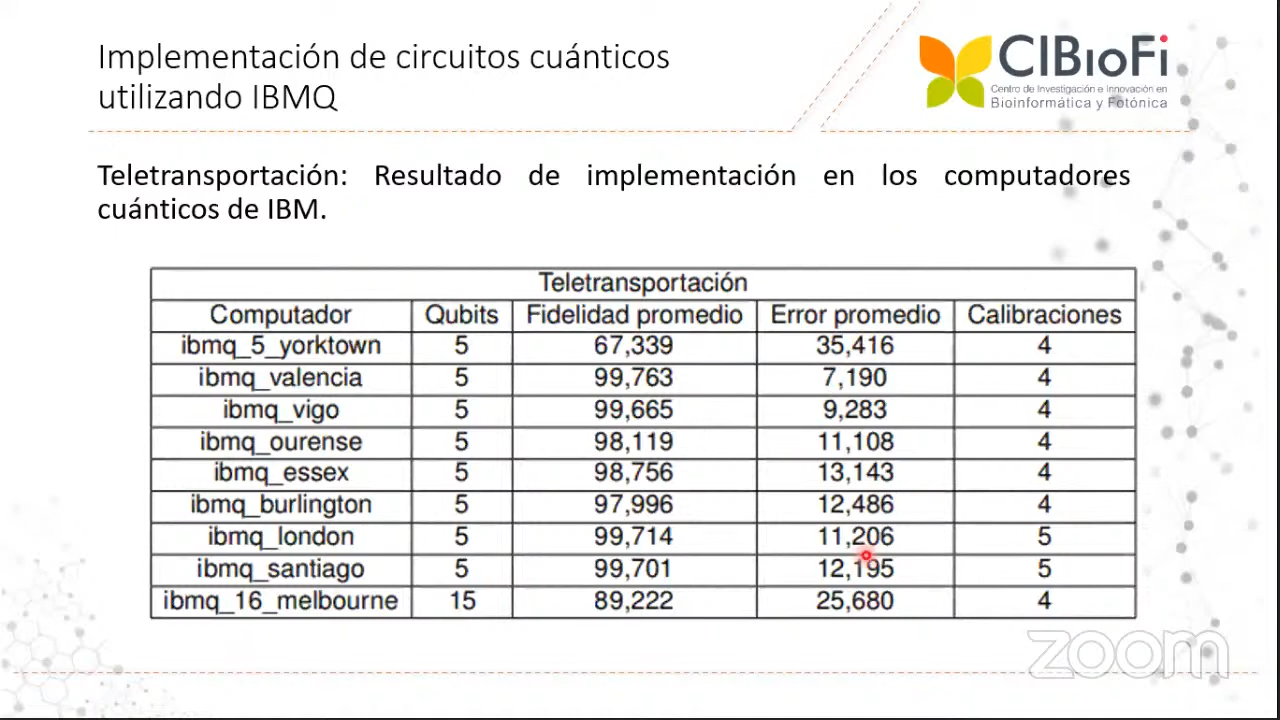 Implementación de circuitos cuánticos
utilizando IBMQ
CIBioFi
Centro de Investigación e Innovación en
Bioinformática y Fotónica
Teletransportación: Resultado de implementación en los computadores
cuánticos de IBM.
Teletransportación
Computador Qubits Fidelidad promedio Error promedio Calibraciones
ibmq_5_yorktown 5 67,339 35,416 4
ibmq_valencia 5 99,763 7,190 4
ibmq_vigo 5 99,665 9,283 4
ibmq_ourense 5 98,119 11,108 4
ibmq_essex 5 98,756 13,143 4
ibmq_burlington 5 97,996 12,486 4
ibmq_london 5 99,714 11,206 5
ibmq_santiago 5 99,701 12,195 5
ibmq_16_melbourne 15 89,222 25,680 4
zoom